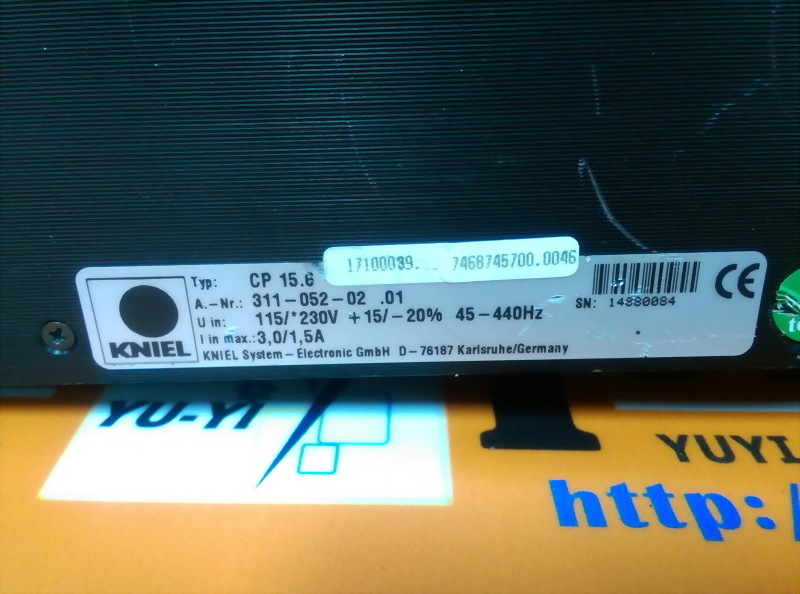 17100039. 7468745700.0046
Typ: CP 15.6
A.-Nr.: 311-052-02 .01
U in: 115/*230V +15/-20% 45-440Hz
I in max.: 3,0/1,5A
KNIEL System-Electronic GmbH D-76187 Karlsruhe/Germany
KNIEL
SN: 14880084
CE
YU-YI
YUYI
http:/